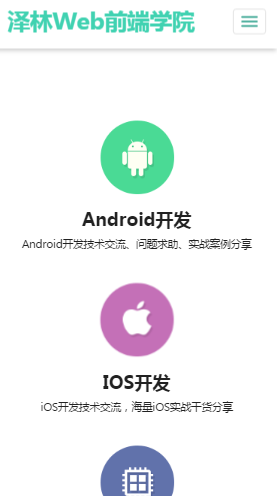 泽林Web前端学院
Android开发
Android开发技术交流、问题求助、实战案例分享
IOS开发
iOS开发技术交流，海量iOS实战干货分享